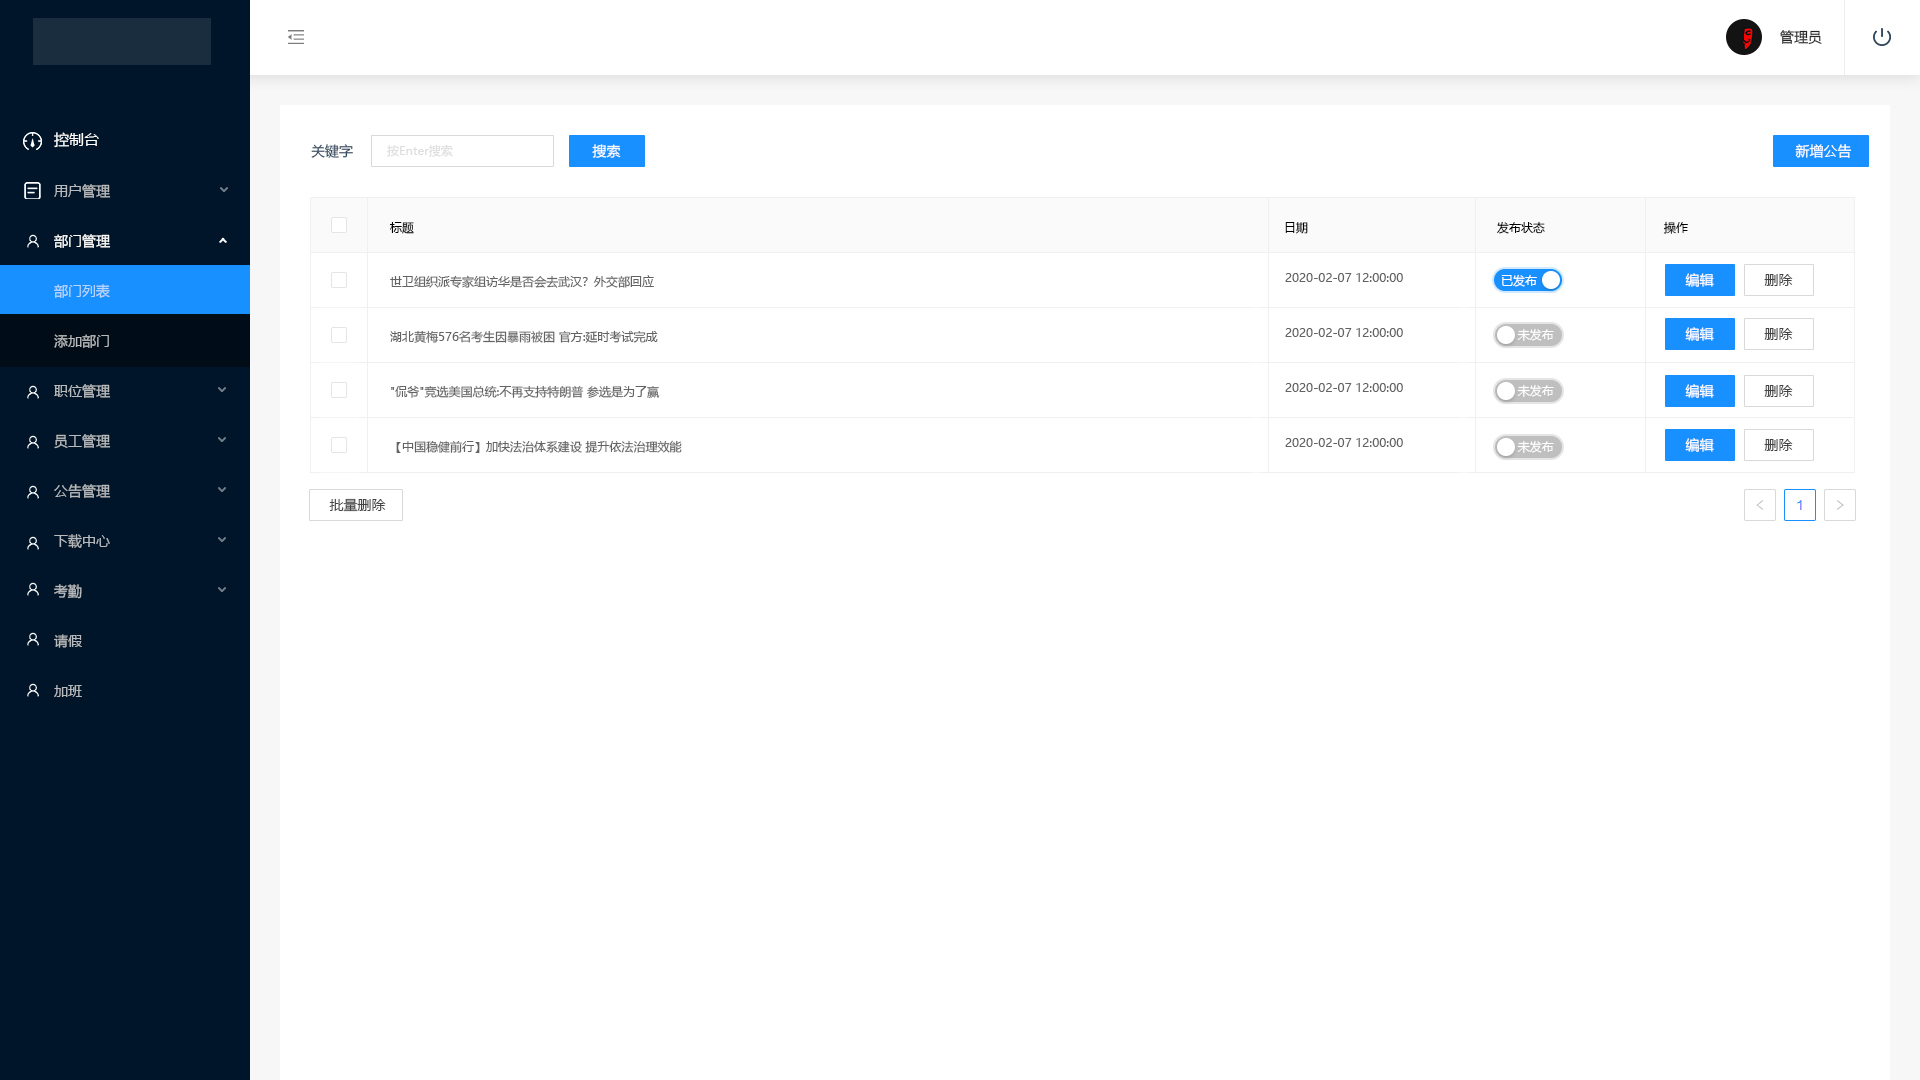 管理员
控制台
用户管理
部门管理
部门列表
添加部门
职位管理
员工管理
公告管理
下载中心
考勤
请假
加班
关键字 按Enter搜索 搜索 新增公告
标题 日期 发布状态 操作
世卫组织派专家组访华是否会去武汉？外交部回应 2020-02-07 12:00:00 已发布 编辑 删除
湖北黄梅576名考生因暴雨被困 官方:延时考试完成 2020-02-07 12:00:00 未发布 编辑 删除
"侃爷"竞选美国总统:不再支持特朗普 参选是为了赢 2020-02-07 12:00:00 未发布 编辑 删除
【中国稳健前行】加快法治体系建设 提升依法治理效能 2020-02-07 12:00:00 未发布 编辑 删除
批量删除 < 1 >